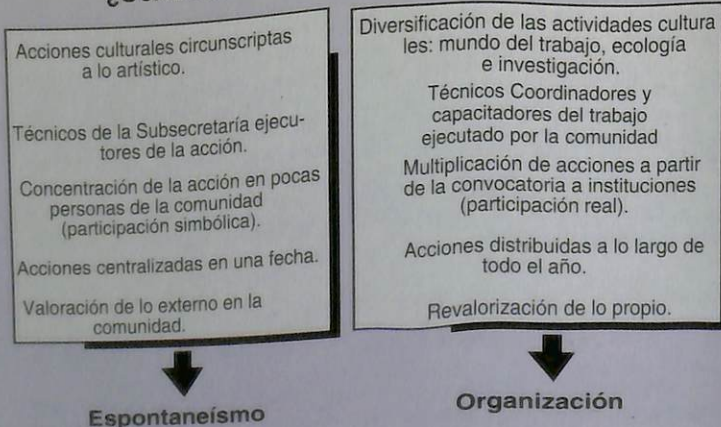 Acciones culturales circunscriptas
a lo artístico.
Técnicos de la Subsecretaría ejecu-
tores de la acción.
Concentración de la acción en pocas
personas de la comunidad
(participación simbólica).
Acciones centralizadas en una fecha.
Valoración de lo externo en la
comunidad.
Espontaneísmo
Diversificación de las actividades cultura
les: mundo del trabajo, ecología
e investigación.
Técnicos Coordinadores y
capacitadores del trabajo
ejecutado por la comunidad
Multiplicación de acciones a partir
de la convocatoria a instituciones
(participación real).
Acciones distribuidas a lo largo de
todo el año.
Revalorización de lo propio.
Organización